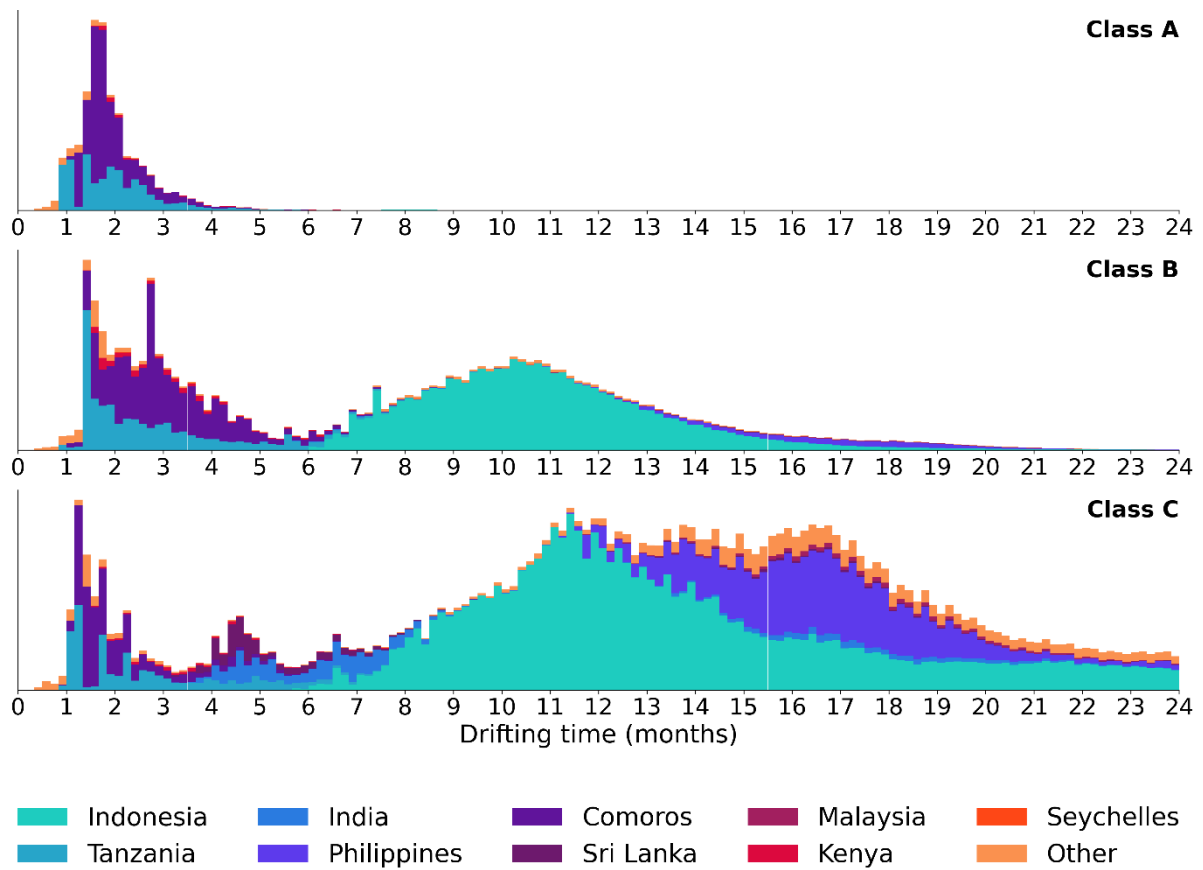 Class A
0 1 2 3 4 5 6 7 8 9 10 11 12 13 14 15 16 17 18 19 20 21 22 23 24
Class B
0 1 2 3 4 5 6 7 8 9 10 11 12 13 14 15 16 17 18 19 20 21 22 23 24
Class C
0 1 2 3 4 5 6 7 8 9 10 11 12 13 14 15 16 17 18 19 20 21 22 23 24
Drifting time (months)
Indonesia India Comoros Malaysia Seychelles
Tanzania Philippines Sri Lanka Kenya Other